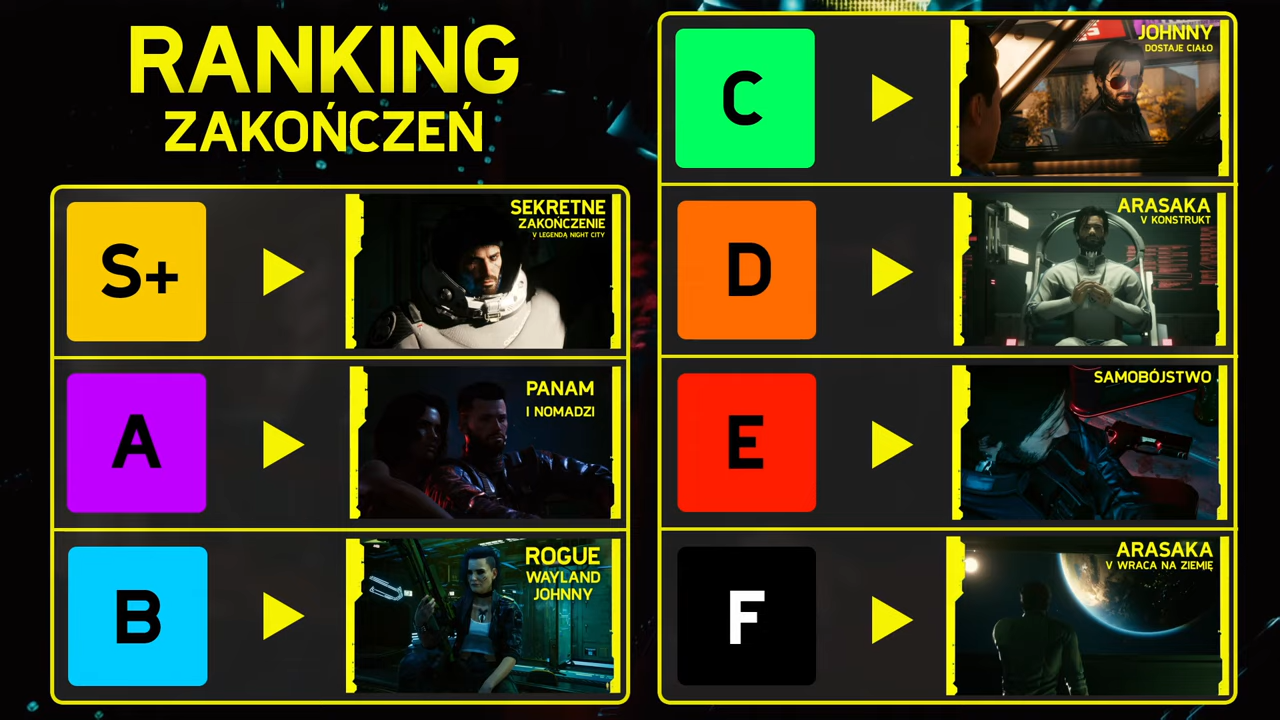 RANKING
ZAKOŃCZEŃ
S+
SEKRETNE
ZAKOŃCZENIE
V LEGENDĄ NIGHT CITY
A
PANAM
I NOMADZI
B
ROGUE
WAYLAND
JOHNNY
C
JOHNNY
DOSTAJE CIAŁO
D
ARASAKA
V KONSTRUKT
E
SAMOBÓJSTWO
F
ARASAKA
V WRACA NA ZIEMIĘ